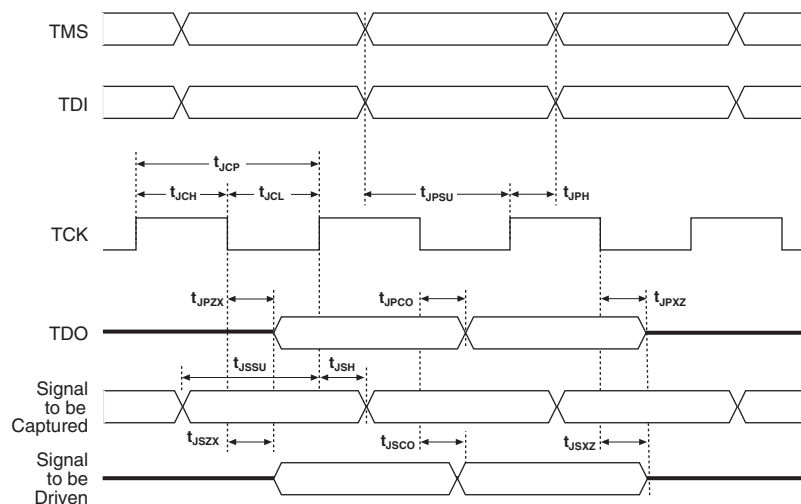 TMS
TDI
tJCP
tJCH
tJCL
tJPSU
tJPH
TCK
tJPZX
tJPCO
tJPXZ
TDO
tJSSU
tJSH
Signal
to be
Captured
tJSZX
tJSCO
tJSXZ
Signal
to be
Driven